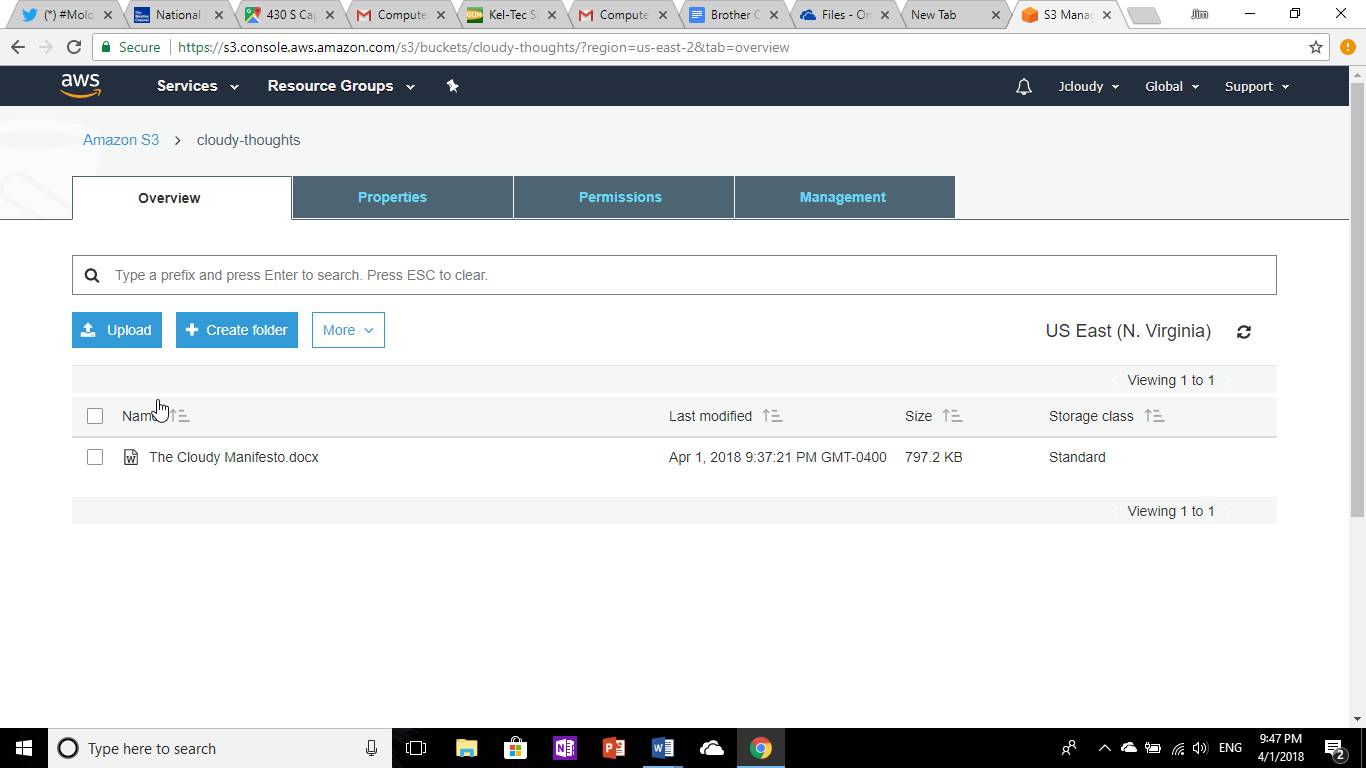 (*) #Molo
National
430 S Ca
Compute
Kel-Tec S
Compute
Brother C
Files - On
New Tab
S3 Mana
Jim
Secure
https://s3.console.aws.amazon.com/s3/buckets/cloudy-thoughts/?region=us-east-2&tab=overview
aws
Services
Resource Groups
Jcloudy
Global
Support
Amazon S3 > cloudy-thoughts
Overview
Properties
Permissions
Management
Type a prefix and press Enter to search. Press ESC to clear.
Upload
Create folder
More
US East (N. Virginia)
Viewing 1 to 1
Name
Last modified
Size
Storage class
The Cloudy Manifesto.docx
Apr 1, 2018 9:37:21 PM GMT-0400
797.2 KB
Standard
Viewing 1 to 1
Type here to search
ENG
9:47 PM
4/1/2018
2